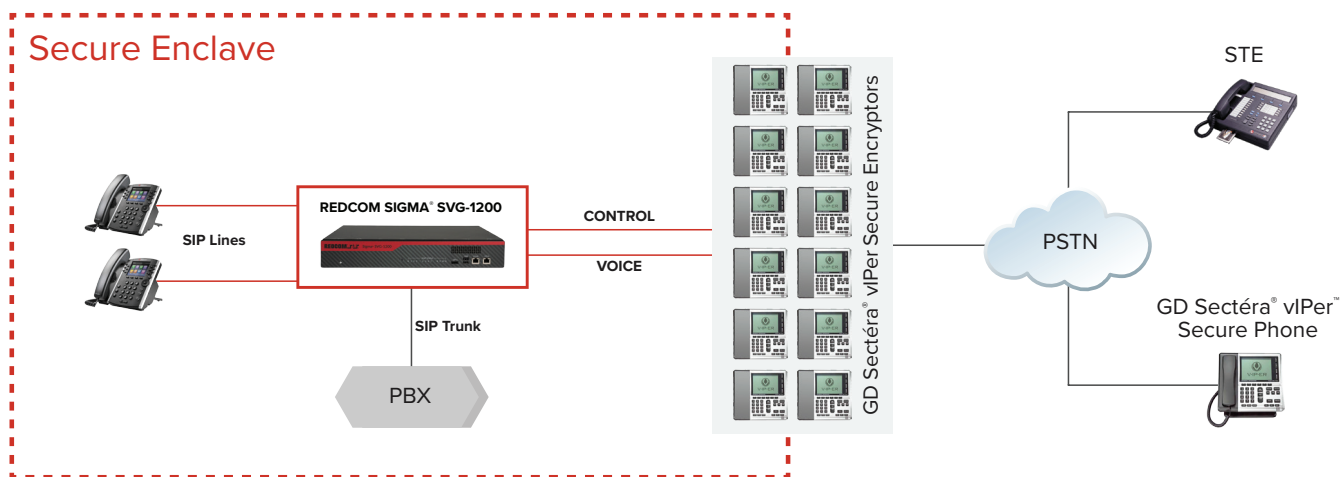 Secure Enclave
SIP Lines
REDCOM SIGMA® SVG-1200
CONTROL
VOICE
SIP Trunk
PBX
GD Sectéra® vIPer Secure Encryptors
PSTN
STE
GD Sectéra® vIPer™
Secure Phone